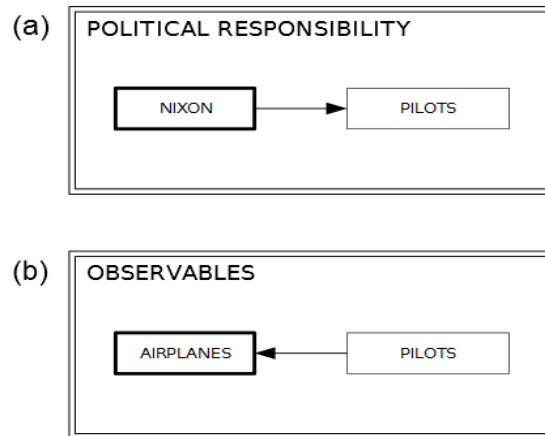 (a)
POLITICAL RESPONSIBILITY
NIXON
PILOTS
(b)
OBSERVABLES
AIRPLANES
PILOTS